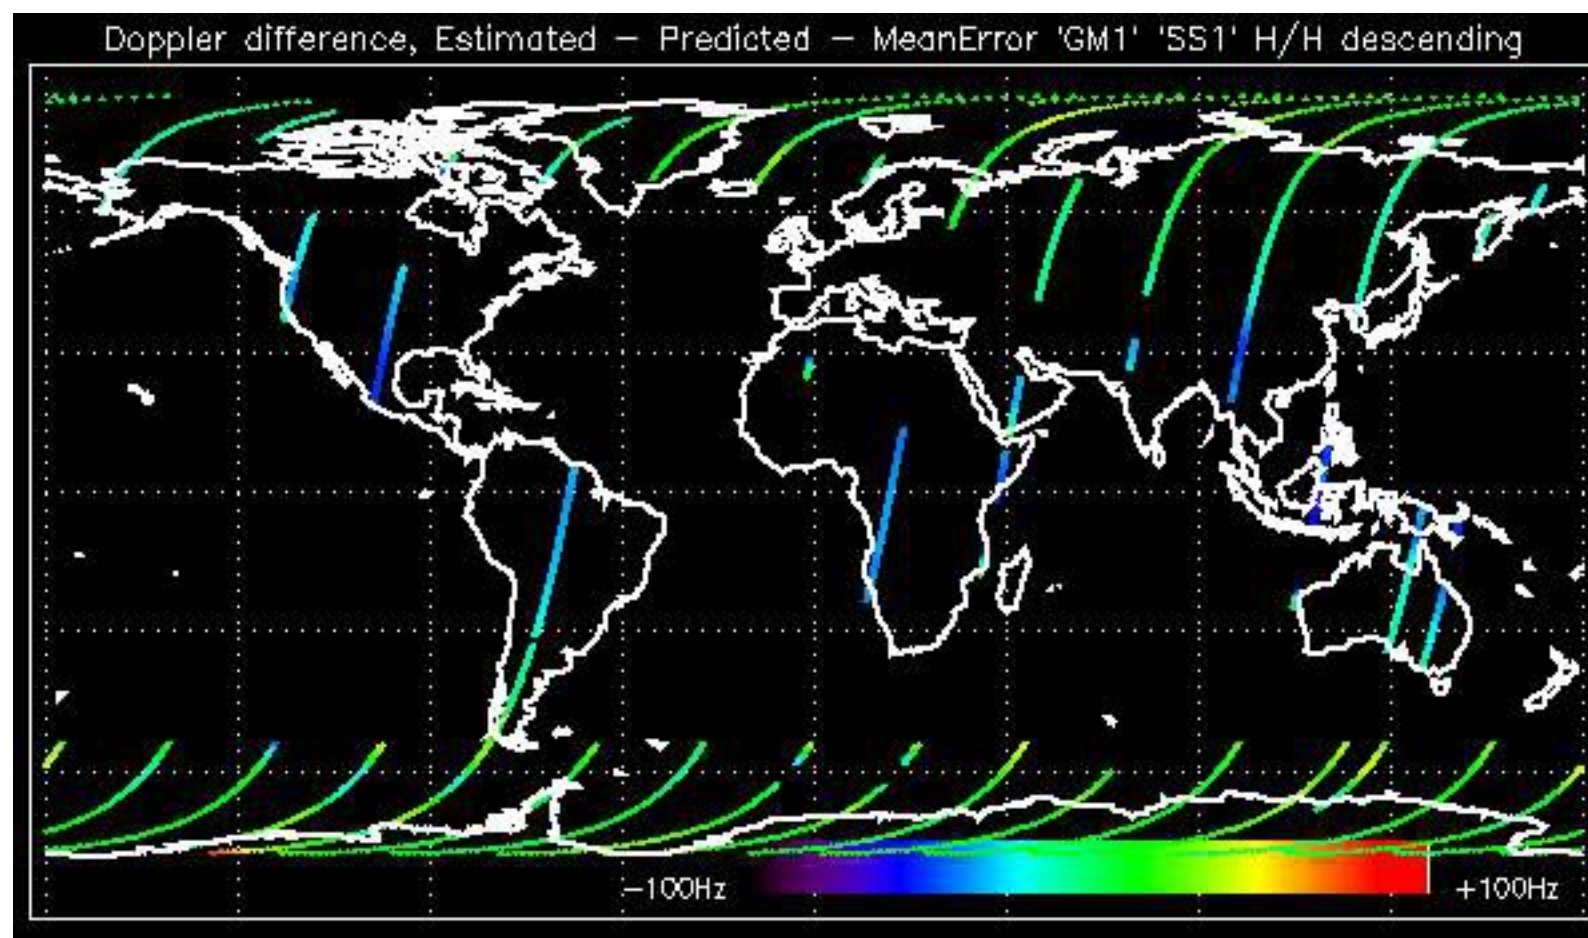 Doppler difference, Estimated – Predicted – MeanError 'GM1' 'SS1' H/H descending
–100Hz +100Hz